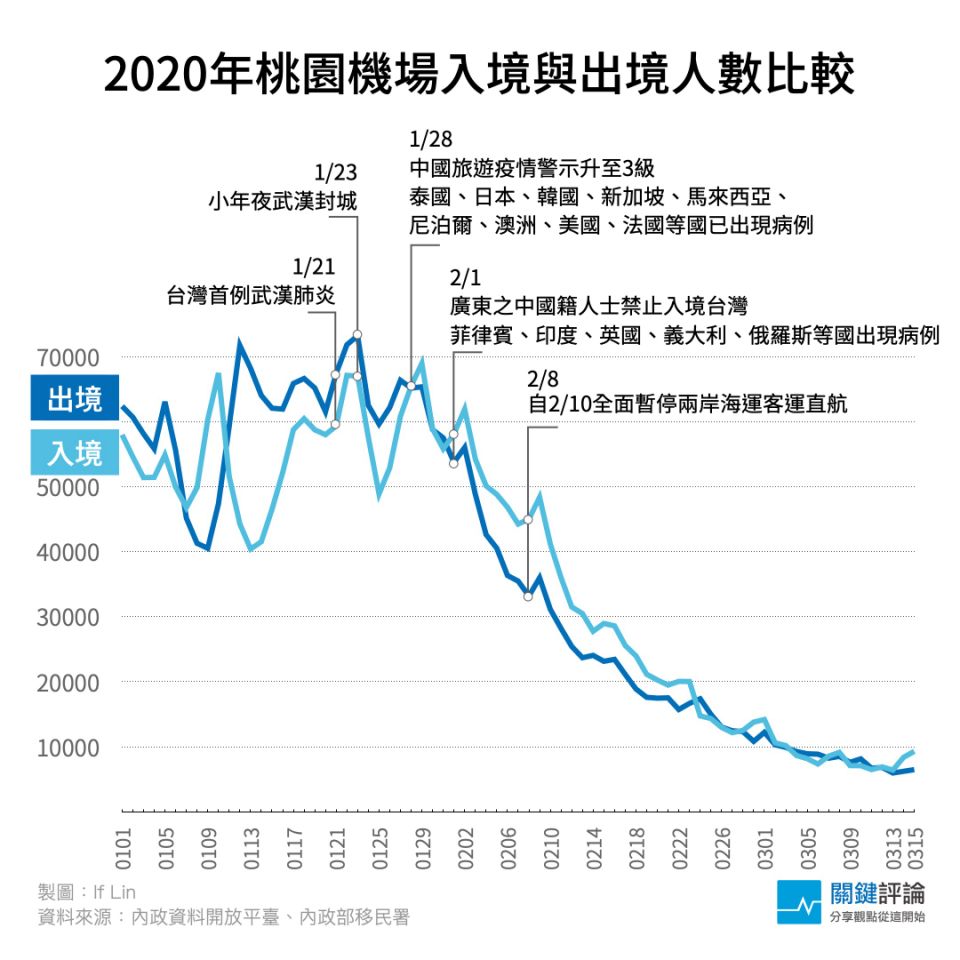 2020年桃園機場入境與出境人數比較
1/28
中國旅遊疫情警示升至3級
泰國、日本、韓國、新加坡、馬來西亞、
尼泊爾、澳洲、美國、法國等國已出現病例
1/23
小年夜武漢封城
1/21
台灣首例武漢肺炎
2/1
廣東之中國籍人士禁止入境台灣
菲律賓、印度、英國、義大利、俄羅斯等國出現病例
2/8
自2/10全面暫停兩岸海運客運直航
70000
出境
入境
50000
40000
30000
20000
10000
0101
0105
0109
0113
0117
0121
0125
0129
0202
0206
0210
0214
0218
0222
0226
0301
0305
0309
0313
0315
製圖：If Lin
資料來源：內政資料開放平臺、內政部移民署
關鍵評論
分享觀點從這開始